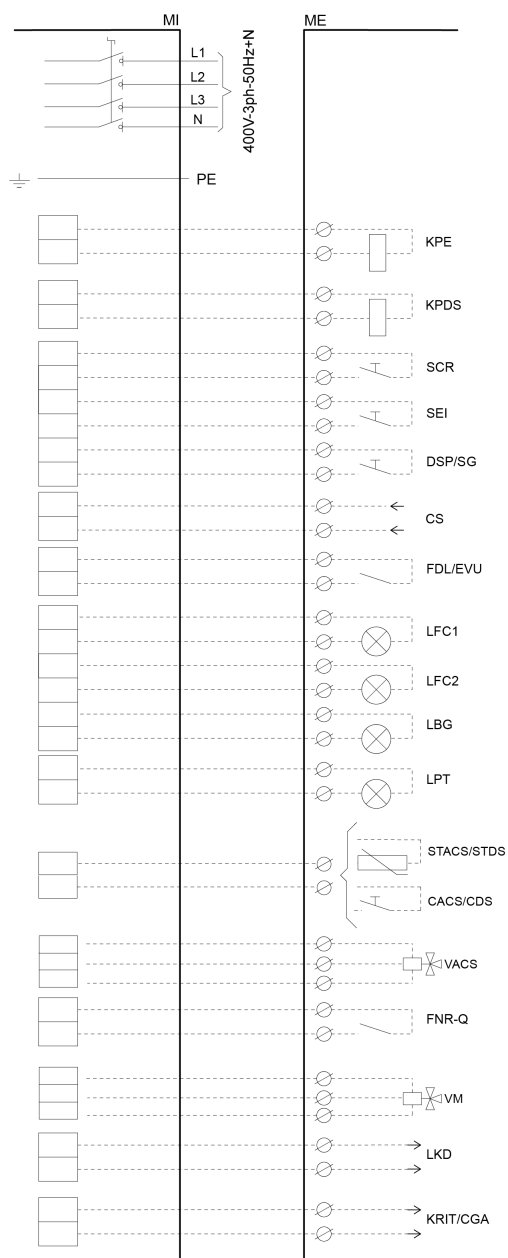 MI
ME
L1
L2
L3
N
400V-3ph-50Hz+N
PE
KPE
KPDS
SCR
SEI
DSP/SG
CS
FDL/EVU
LFC1
LFC2
LBG
LPT
STACS/STDS
CACS/CDS
VACS
FNR-Q
VM
LKD
KRIT/CGA